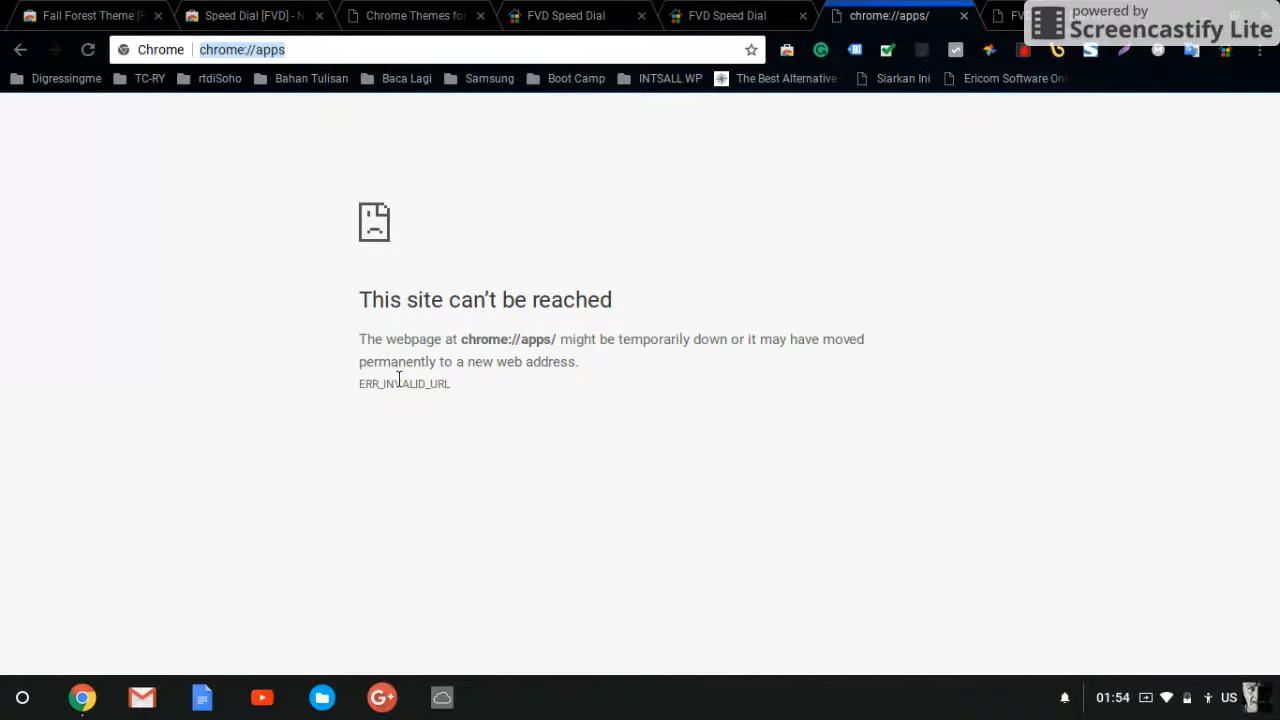 Fall Forest Theme [F
Speed Dial [FVD] - N
Chrome Themes for
FVD Speed Dial
FVD Speed Dial
chrome://apps/
powered by
Screencastify Lite
Chrome
chrome://apps
Digressingme
TC-RY
rtdiSoho
Bahan Tulisan
Baca Lagi
Samsung
Boot Camp
INTSALL WP
The Best Alternative
Siarkan Ini
Ericom Software Onl
This site can’t be reached
The webpage at chrome://apps/ might be temporarily down or it may have moved
permanently to a new web address.
ERR_INVALID_URL
01:54
US